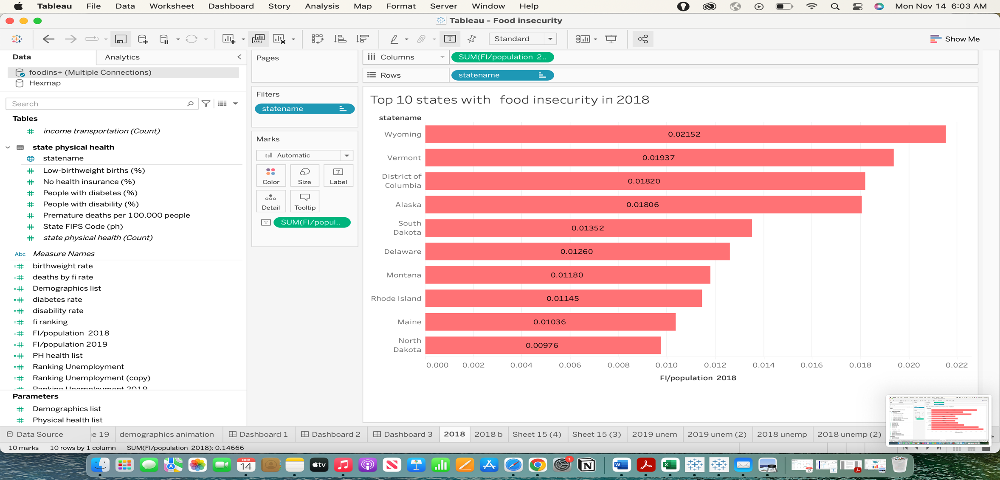 Tableau File Data Worksheet Dashboard Story Analysis Map Format Server Window Help Mon Nov 14 6:03 AM
Tableau - Food insecurity
Standard Show Me
Data Analytics
foodins+ (Multiple Connections)
Hexmap
Search
Tables
income transportation (Count)
state physical health
statename
Low-birthweight births (%)
No health insurance (%)
People with diabetes (%)
People with disability (%)
Premature deaths per 100,000 people
State FIPS Code (ph)
state physical health (Count)
Abc Measure Names
birthweight rate
deaths by fi rate
Demographics list
diabetes rate
disability rate
fi ranking
FI/population 2018
FI/population 2019
PH health list
Ranking Unemployment
Ranking Unemployment (copy)
Ranking Unemployment 2019
Parameters
Demographics list
Physical health list
Pages
Filters
statename
Marks
Automatic
Color Size Label
Detail Tooltip
SUM(FI/popul..
Columns SUM(FI/population 2..
Rows statename
Top 10 states with food insecurity in 2018
statename
Wyoming 0.02152
Vermont 0.01937
District of
Columbia 0.01820
Alaska 0.01806
South
Dakota 0.01352
Delaware 0.01260
Montana 0.01180
Rhode Island 0.01145
Maine 0.01036
North
Dakota 0.00976
0.000 0.002 0.004 0.006 0.008 0.010 0.012 0.014 0.016 0.018 0.020 0.022
FI/population 2018
Data Source :e 19 demographics animation Dashboard 1 Dashboard 2 Dashboard 3 2018 2018 b Sheet 15 (4) Sheet 15 (3) 2019 unem 2019 unem (2) 2018 unemp 2018 unemp (2)
10 marks 10 rows by 1 column SUM(FI/population 2018): 0.14666
NOV
14
tv
1
N
W
X
17